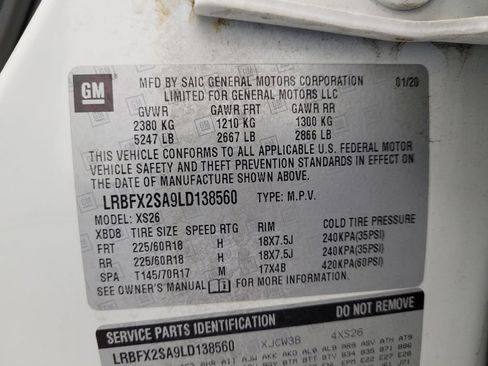 GM
MFD BY SAIC GENERAL MOTORS CORPORATION 01/20
LIMITED FOR GENERAL MOTORS LLC
GVWR GAWR FRT GAWR RR
2380 KG 1210 KG 1300 KG
5247 LB 2667 LB 2866 LB
THIS VEHICLE CONFORMS TO ALL APPLICABLE U.S. FEDERAL MOTOR
VEHICLE SAFETY AND THEFT PREVENTION STANDARDS IN EFFECT ON
THE DATE OF MANUFACTURE SHOWN ABOVE.
LRBFX2SA9LD138560 TYPE: M.P.V.
MODEL: XS26
XBD8 TIRE SIZE SPEED RTG RIM COLD TIRE PRESSURE
FRT 225/60R18 H 18X7.5J 240KPA(35PSI)
RR 225/60R18 H 18X7.5J 240KPA(35PSI)
SPA T145/70R17 M 17X4B 420KPA(60PSI)
SEE OWNER'S MANUAL FOR MORE INFORMATION.
SERVICE PARTS IDENTIFICATION DO NOT REMOVE
LRBFX2SA9LD138560 XJCW3B 4XS26